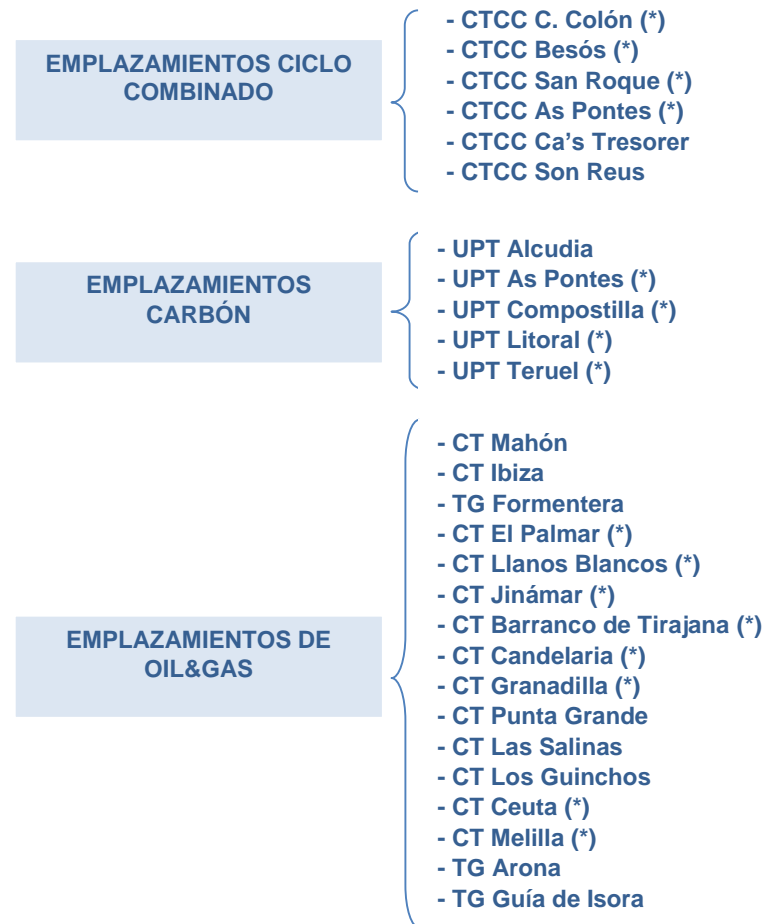 EMPLAZAMIENTOS CICLO
COMBINADO
- CTCC C. Colón (*)
- CTCC Besós (*)
- CTCC San Roque (*)
- CTCC As Pontes (*)
- CTCC Ca's Tresorer
- CTCC Son Reus
EMPLAZAMIENTOS
CARBÓN
- UPT Alcudia
- UPT As Pontes (*)
- UPT Compostilla (*)
- UPT Litoral (*)
- UPT Teruel (*)
EMPLAZAMIENTOS DE
OIL&GAS
- CT Mahón
- CT Ibiza
- TG Formentera
- CT El Palmar (*)
- CT Llanos Blancos (*)
- CT Jinámar (*)
- CT Barranco de Tirajana (*)
- CT Candelaria (*)
- CT Granadilla (*)
- CT Punta Grande
- CT Las Salinas
- CT Los Guinchos
- CT Ceuta (*)
- CT Melilla (*)
- TG Arona
- TG Guía de Isora